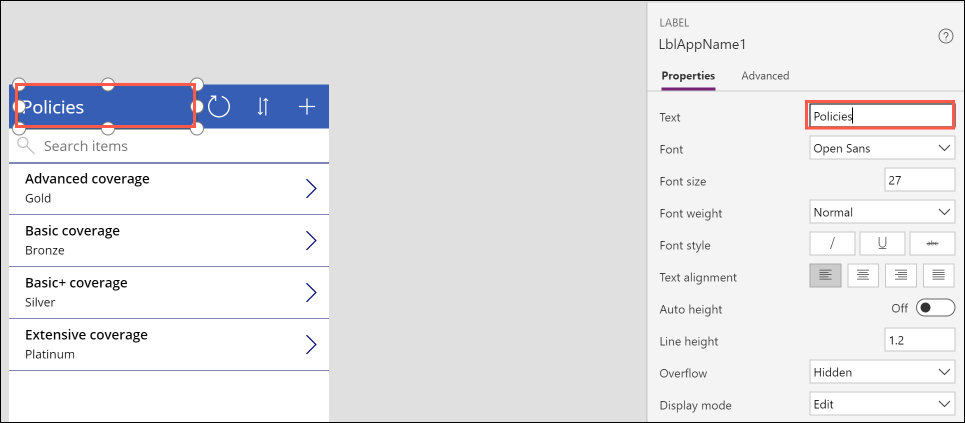 Policies
Search items
Advanced coverage
Gold
Basic coverage
Bronze
Basic+ coverage
Silver
Extensive coverage
Platinum
LABEL
LblAppName1
?
Properties Advanced
Text Policies
Font Open Sans
Font size 27
Font weight Normal
Font style / U abc
Text alignment
Auto height Off
Line height 1.2
Overflow Hidden
Display mode Edit